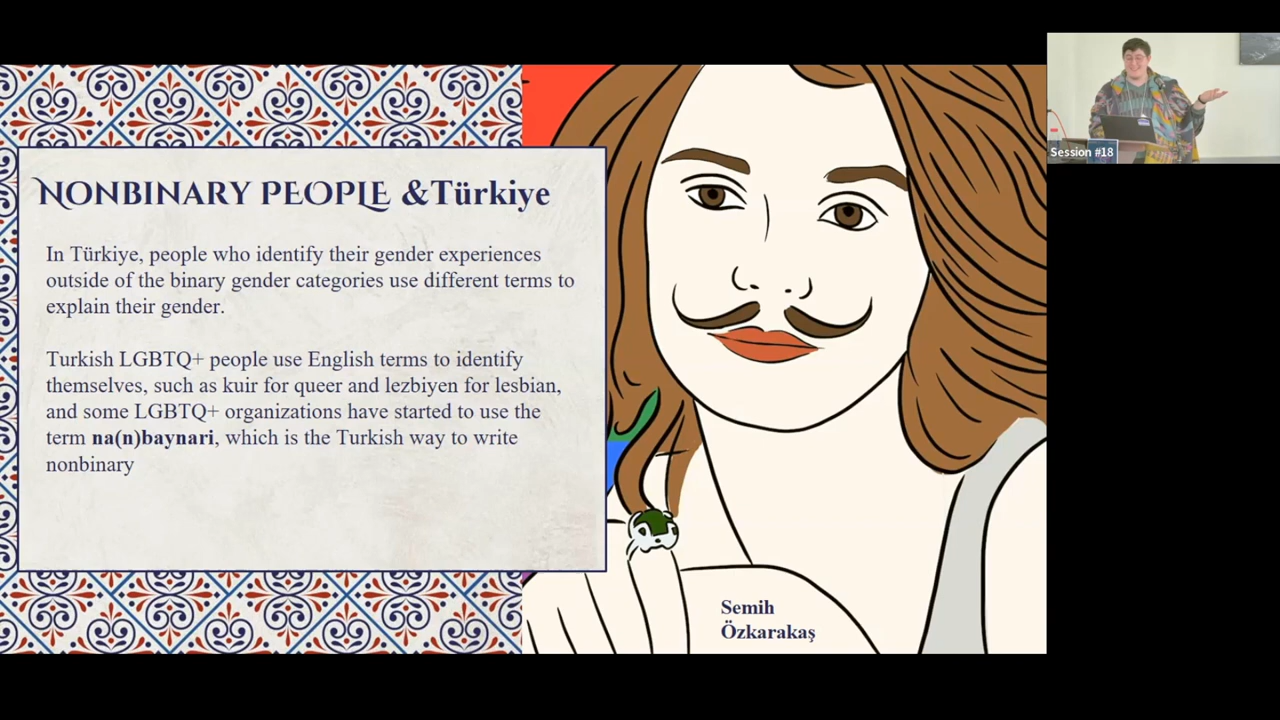 NONBINARY PEOPLE &Türkiye
In Türkiye, people who identify their gender experiences
outside of the binary gender categories use different terms to
explain their gender.
Turkish LGBTQ+ people use English terms to identify
themselves, such as kuir for queer and lezbiyen for lesbian,
and some LGBTQ+ organizations have started to use the
term na(n)baynari, which is the Turkish way to write
nonbinary
Semih
Özkarakaş
Session #18